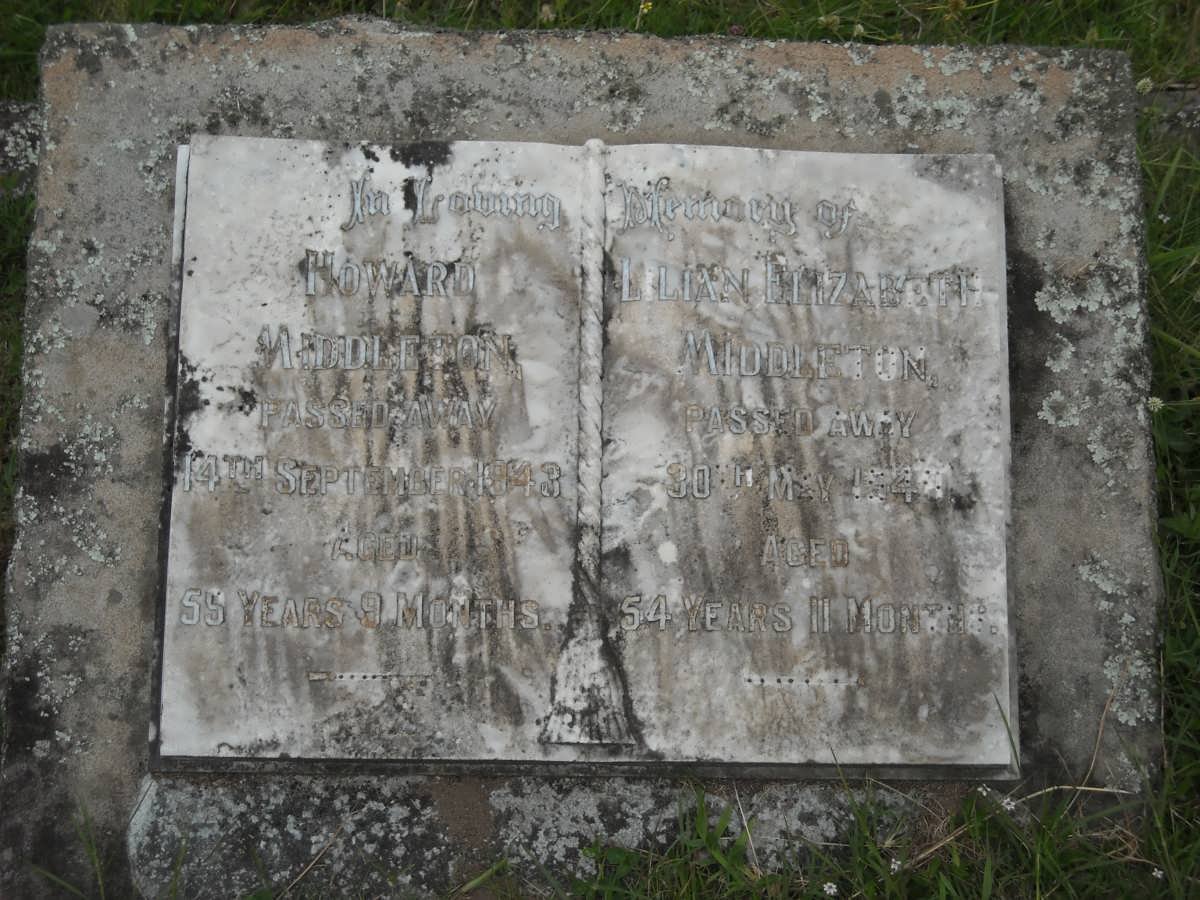 In Loving Memory of
HOWARD
MIDDLETON,
PASSED AWAY
14TH SEPTEMBER 1943
AGED
55 YEARS 9 MONTHS.
LILIAN ELIZABETH
MIDDLETON,
PASSED AWAY
30TH MAY
AGED
54 YEARS 11 MONTHS.